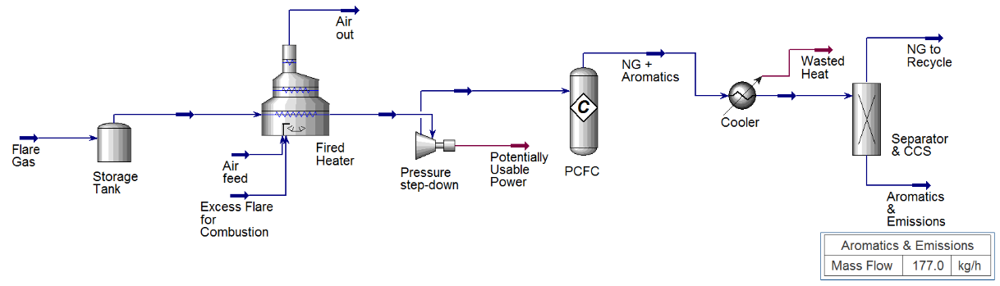 Air
out
NG +
Aromatics
Wasted
Heat
NG to
Recycle
Cooler
C
Flare
Gas
Storage
Tank
Fired
Heater
Air
feed
Excess Flare
for
Combustion
Pressure
step-down
Potentially
Usable
Power
PCFC
Separator
& CCS
Aromatics
&
Emissions
Aromatics & Emissions
Mass Flow 177.0 kg/h